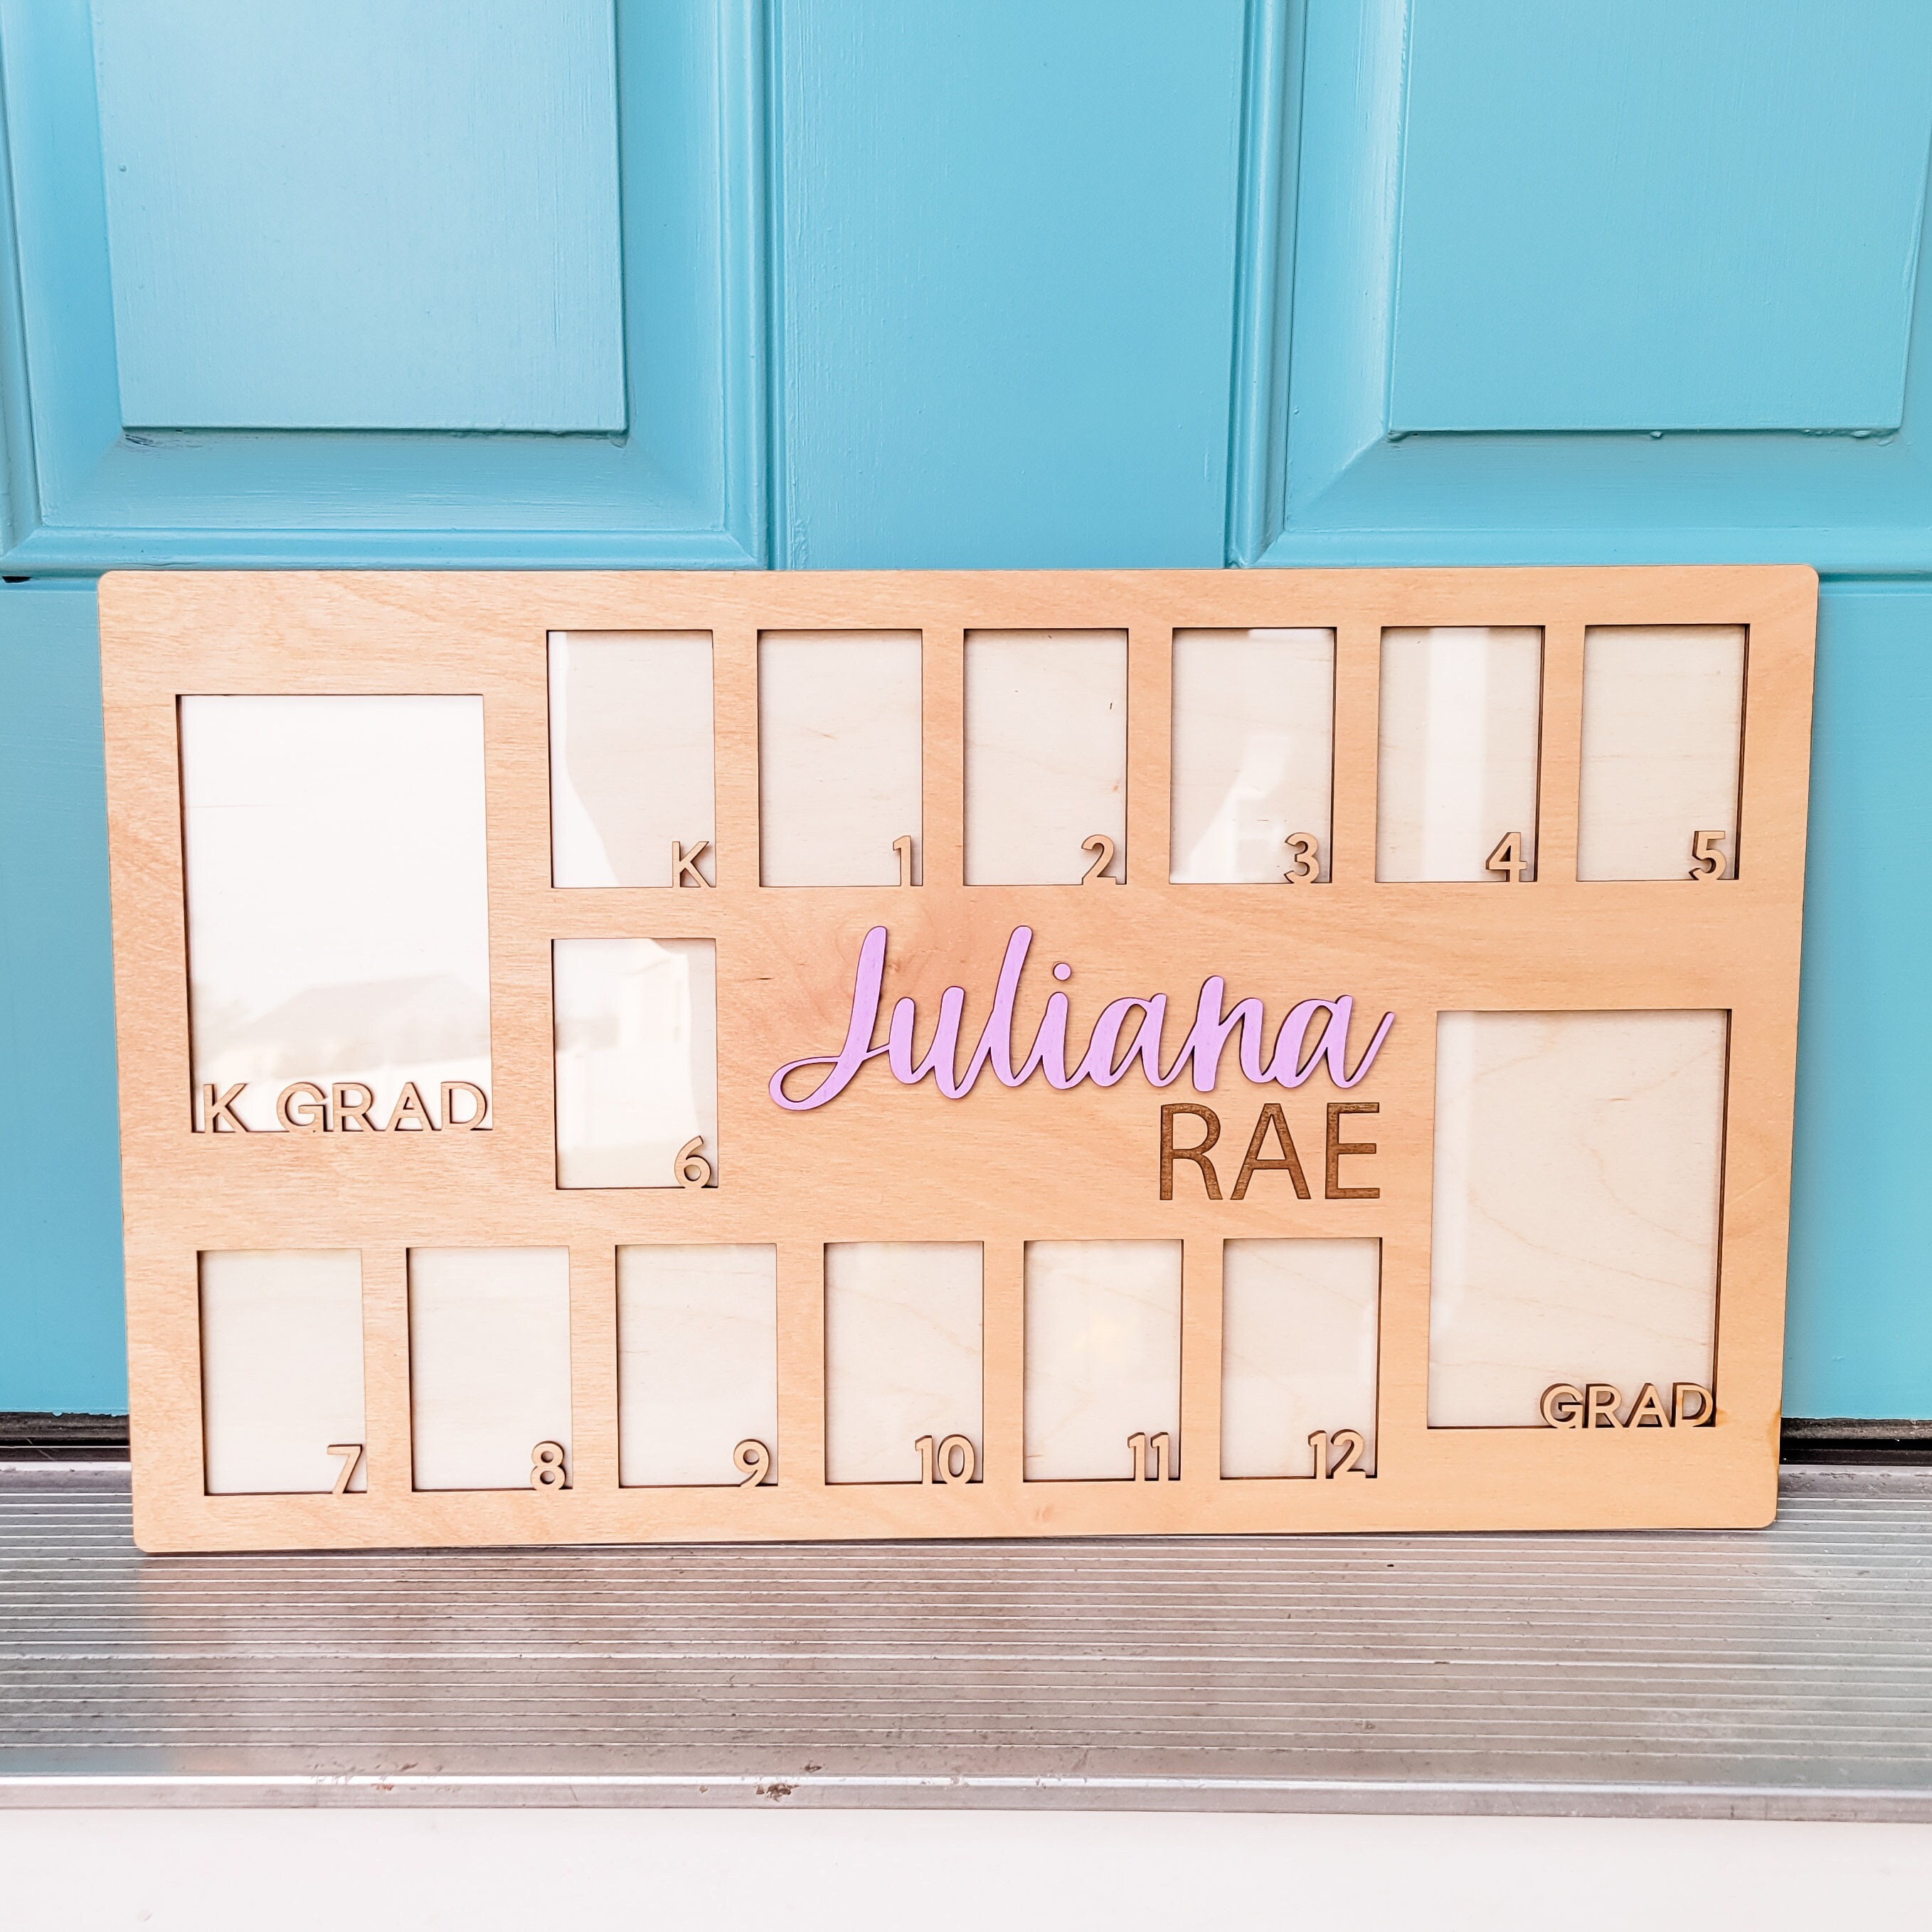 K 1 2 3 4 5
K GRAD
6
Juliana
RAE
GRAD
7 8 9 10 11 12